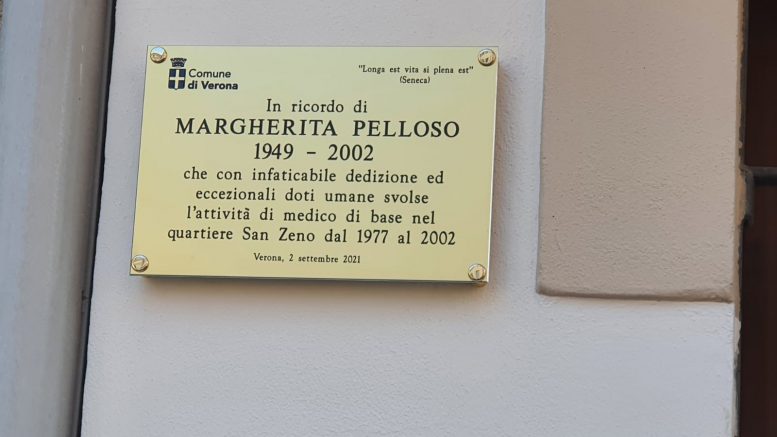 Comune
di Verona
"Longa est vita si plena est"
(Seneca)
In ricordo di
MARGHERITA PELLOSO
1949 - 2002
che con infaticabile dedizione ed
eccezionali doti umane svolse
l'attività di medico di base nel
quartiere San Zeno dal 1977 al 2002
Verona, 2 settembre 2021